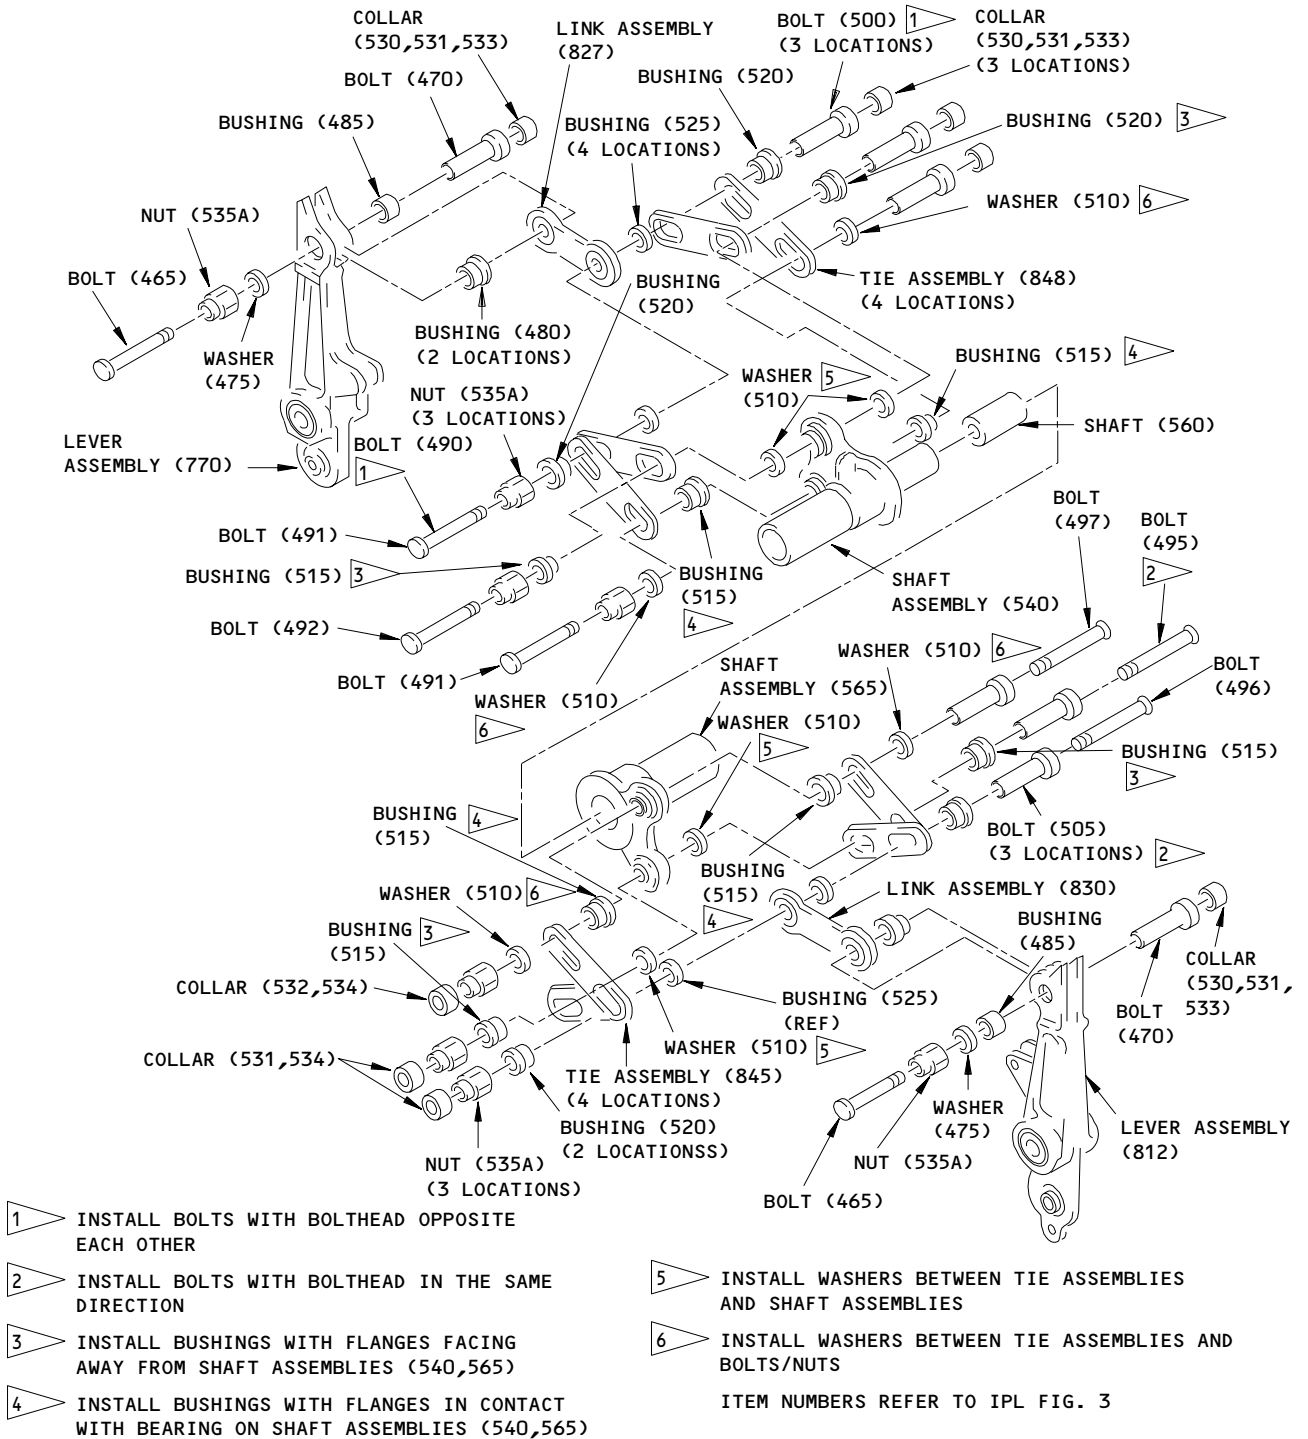 COLLAR
(530,531,533)
BOLT (470)
BUSHING (485)
NUT (535A)
BOLT (465)
WASHER
(475)
LEVER
ASSEMBLY (770)
LINK ASSEMBLY
(827)
BUSHING (525)
(4 LOCATIONS)
BUSHING (520)
BOLT (500) 1
(3 LOCATIONS)
COLLAR
(530,531,533)
(3 LOCATIONS)
BUSHING (520) 3
WASHER (510) 6
TIE ASSEMBLY (848)
(4 LOCATIONS)
BUSHING
(520)
BUSHING (480)
(2 LOCATIONS)
NUT (535A)
(3 LOCATIONS)
BOLT (490)
1
WASHER 5
(510)
BUSHING (515) 4
SHAFT (560)
BOLT (491)
BUSHING (515) 3
BOLT (492)
BOLT (491)
WASHER (510)
6
BUSHING
(515)
4
SHAFT
ASSEMBLY (540)
BOLT
(497)
BOLT
(495)
2
BOLT
(496)
WASHER (510) 6
SHAFT
ASSEMBLY (565)
WASHER (510)
5
BUSHING (515)
3
BUSHING 4
(515)
BOLT (505)
(3 LOCATIONS) 2
BUSHING
(515)
4
LINK ASSEMBLY (830)
WASHER (510) 6
BUSHING 3
(515)
COLLAR (532,534)
COLLAR (531,534)
BUSHING
(485)
COLLAR
(530,531,
533)
BOLT
(470)
BUSHING (525)
(REF)
WASHER (510) 5
TIE ASSEMBLY (845)
(4 LOCATIONS)
BUSHING (520)
(2 LOCATIONSS)
NUT (535A)
(3 LOCATIONS)
WASHER
(475)
NUT (535A)
BOLT (465)
LEVER ASSEMBLY
(812)
1 INSTALL BOLTS WITH BOLTHEAD OPPOSITE
EACH OTHER
2 INSTALL BOLTS WITH BOLTHEAD IN THE SAME
DIRECTION
3 INSTALL BUSHINGS WITH FLANGES FACING
AWAY FROM SHAFT ASSEMBLIES (540,565)
4 INSTALL BUSHINGS WITH FLANGES IN CONTACT
WITH BEARING ON SHAFT ASSEMBLIES (540,565)
5 INSTALL WASHERS BETWEEN TIE ASSEMBLIES
AND SHAFT ASSEMBLIES
6 INSTALL WASHERS BETWEEN TIE ASSEMBLIES AND
BOLTS/NUTS
ITEM NUMBERS REFER TO IPL FIG. 3